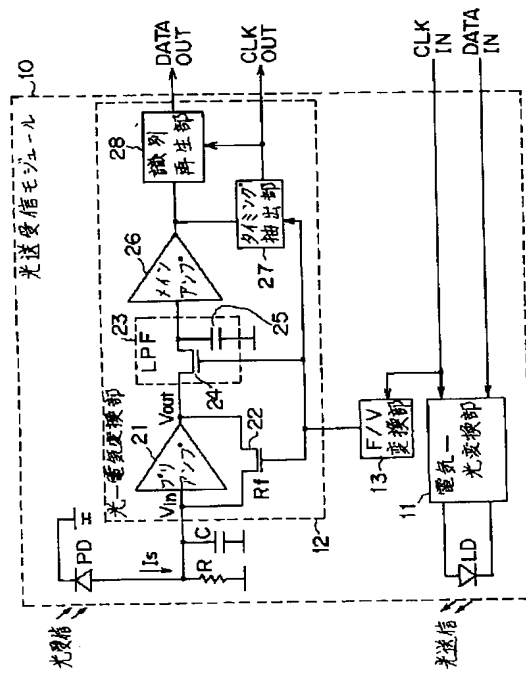 光送受信モジュール
10
DATA OUT
CLK OUT
CLK IN
DATA IN
光ー電気変換部
12
識別再生部
28
メインアンプ
26
タイミング抽出部
27
23
LPF
24
25
Vout
プリアンプ
21
22
Vin
Rf
PD
Is
R
C
F/V変換部
13
電気ー光変換部
11
LD
光受信
光送信